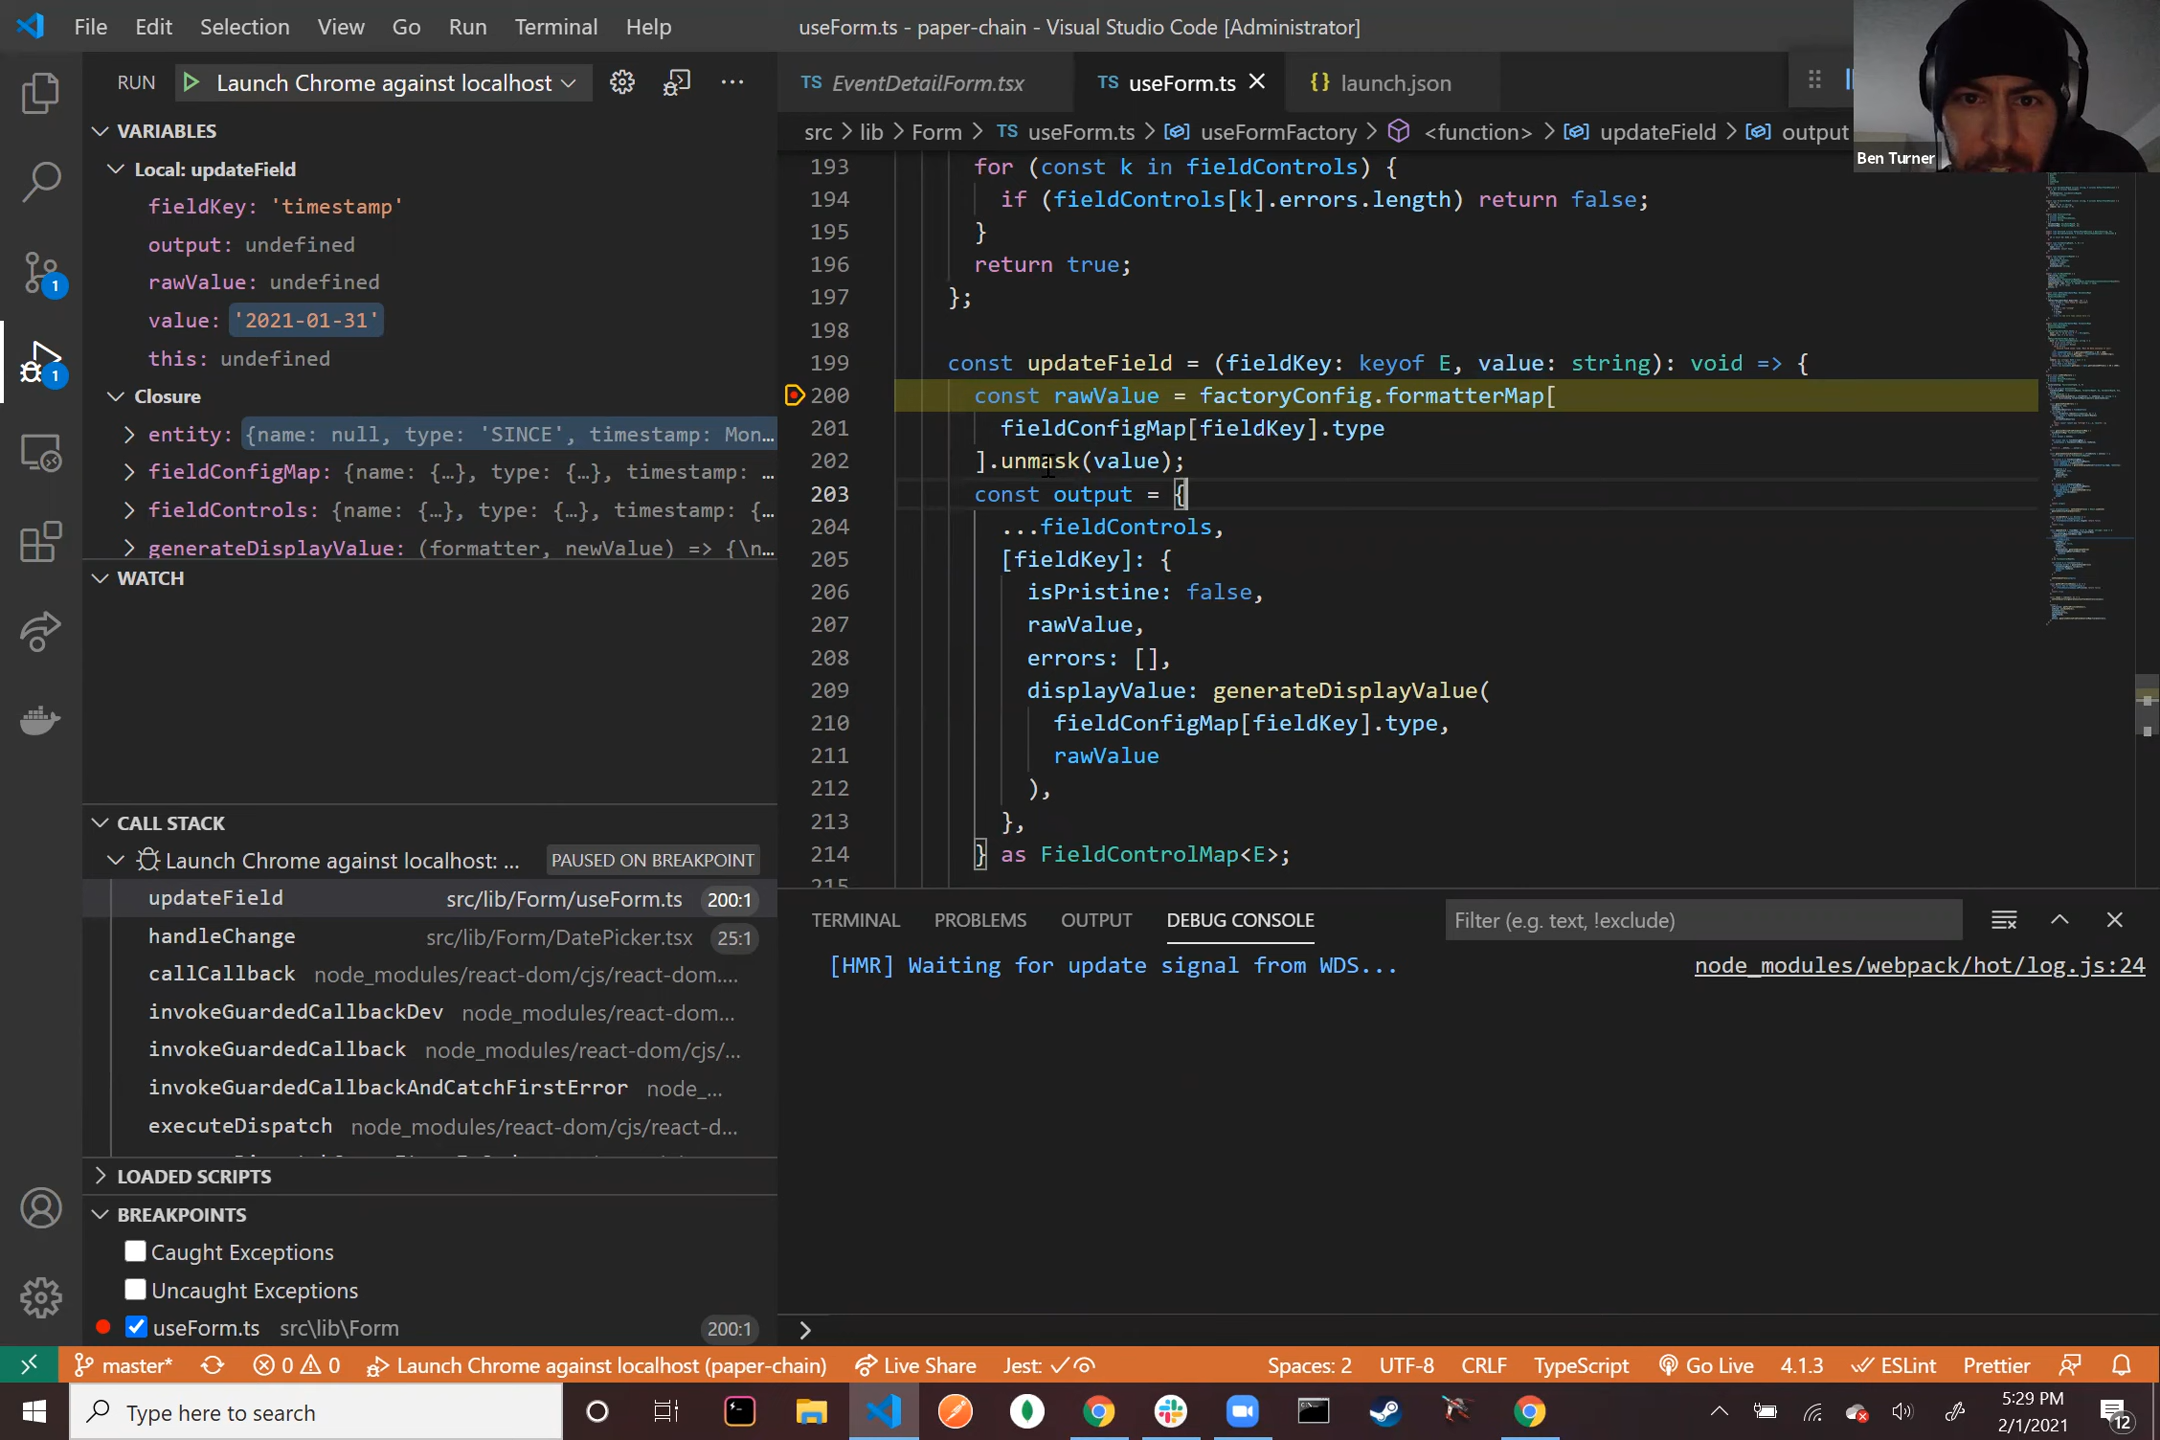 File Edit Selection View Go Run Terminal Help
useForm.ts - paper-chain - Visual Studio Code [Administrator]
RUN Launch Chrome against localhost
TS EventDetailForm.tsx
TS useForm.ts
{} launch.json
Ben Turner
src > lib > Form > TS useForm.ts > useFormFactory > <function> > updateField > output
VARIABLES
Local: updateField
fieldKey: 'timestamp'
output: undefined
rawValue: undefined
value: '2021-01-31'
this: undefined
Closure
entity: {name: null, type: 'SINCE', timestamp: Mon…
fieldConfigMap: {name: {…}, type: {…}, timestamp: …
fieldControls: {name: {…}, type: {…}, timestamp: {…
generateDisplayValue: (formatter, newValue) => {\n…
WATCH
CALL STACK
Launch Chrome against localhost: ... PAUSED ON BREAKPOINT
updateField src/lib/Form/useForm.ts 200:1
handleChange src/lib/Form/DatePicker.tsx 25:1
callCallback node_modules/react-dom/cjs/react-dom....
invokeGuardedCallbackDev node_modules/react-dom...
invokeGuardedCallback node_modules/react-dom/cjs/...
invokeGuardedCallbackAndCatchFirstError node_...
executeDispatch node_modules/react-dom/cjs/react-d...
LOADED SCRIPTS
BREAKPOINTS
Caught Exceptions
Uncaught Exceptions
useForm.ts src\lib\Form 200:1
193 for (const k in fieldControls) {
194 if (fieldControls[k].errors.length) return false;
195 }
196 return true;
197 };
198
199 const updateField = (fieldKey: keyof E, value: string): void => {
200 const rawValue = factoryConfig.formatterMap[
201 fieldConfigMap[fieldKey].type
202 ].unmask(value);
203 const output = {
204 ...fieldControls,
205 [fieldKey]: {
206 isPristine: false,
207 rawValue,
208 errors: [],
209 displayValue: generateDisplayValue(
210 fieldConfigMap[fieldKey].type,
211 rawValue
212 ),
213 },
214 } as FieldControlMap<E>;
215
TERMINAL PROBLEMS OUTPUT DEBUG CONSOLE
Filter (e.g. text, !exclude)
[HMR] Waiting for update signal from WDS... node_modules/webpack/hot/log.js:24
master* 0 0 Launch Chrome against localhost (paper-chain) Live Share Jest: Spaces: 2 UTF-8 CRLF TypeScript Go Live 4.1.3 ESLint Prettier
Type here to search
5:29 PM
2/1/2021
12